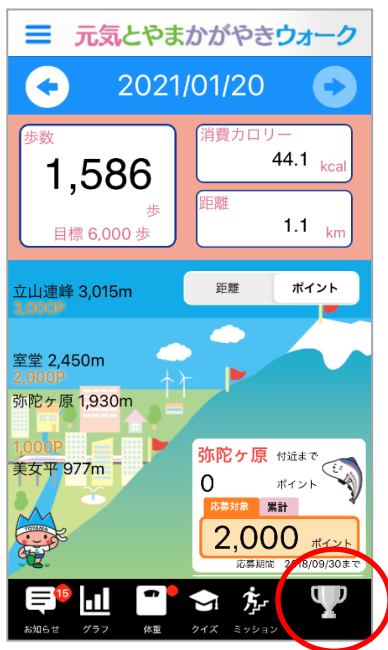 元気とやまかがやきウォーク
2021/01/20
歩数
1,586
歩
目標 6,000 歩
消費カロリー
44.1 kcal
距離
1.1 km
距離 ポイント
立山連峰 3,015m
3,000P
室堂 2,450m
2,000P
弥陀ヶ原 1,930m
1,000P
美女平 977m
弥陀ヶ原 付近まで
0 ポイント
応募対象 累計
2,000 ポイント
応募期間 2018/09/30まで
TOYAMA
15
お知らせ グラフ 体重 クイズ ミッション